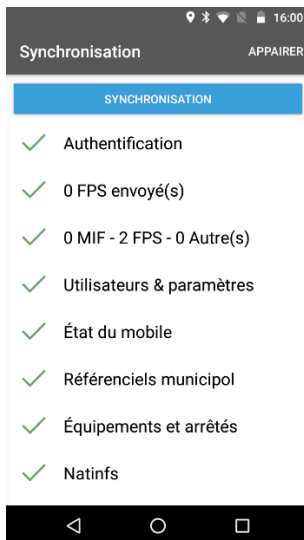 16:00
Synchronisation APPAIRER
SYNCHRONISATION
Authentification
0 FPS envoyé(s)
0 MIF - 2 FPS - 0 Autre(s)
Utilisateurs & paramètres
État du mobile
Référenciels municipol
Équipements et arrêtés
Natinfs